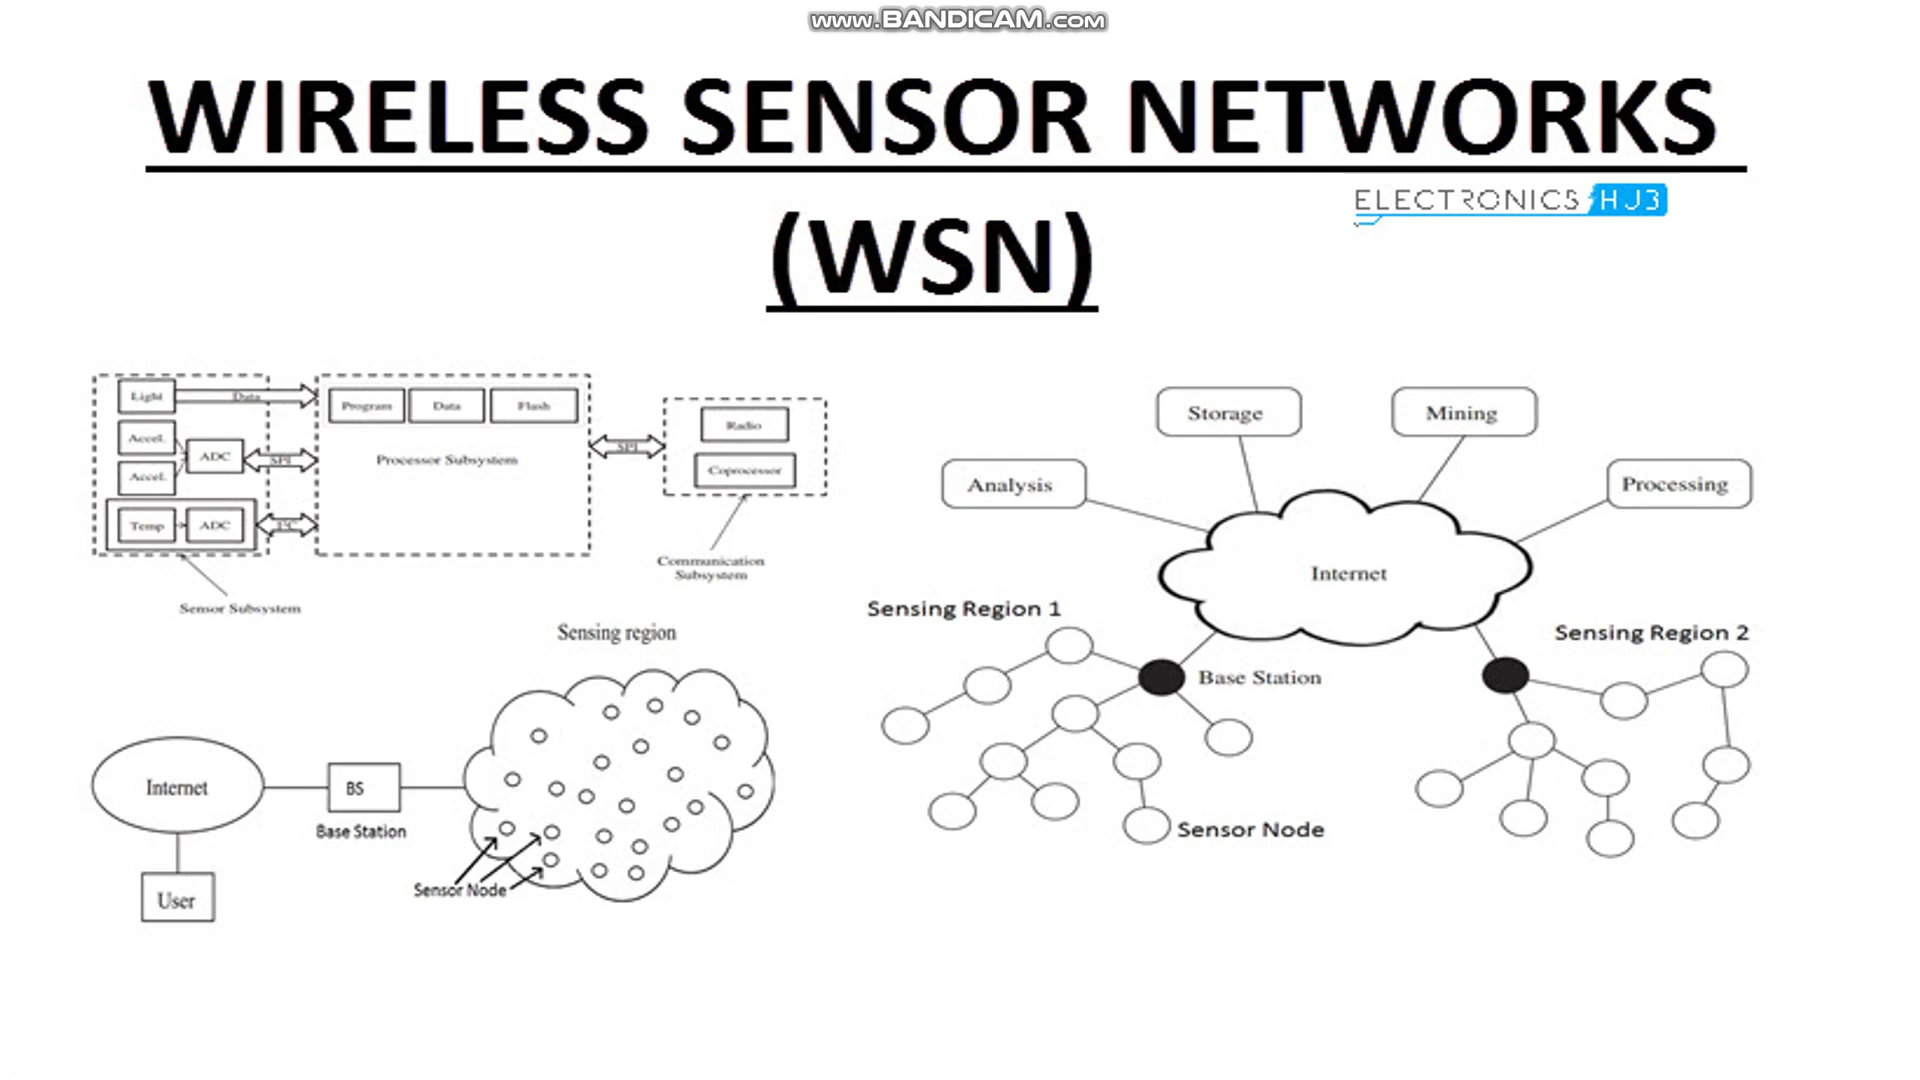 www.BANDICAM.com
WIRELESS SENSOR NETWORKS
(WSN)
ELECTRONICS HJ3
Light
Data
Accel.
Accel.
ADC
SPI
Temp
ADC
I²C
Sensor Subsystem
Program
Data
Flash
Processor Subsystem
SPI
Radio
Coprocessor
Communication
Subsystem
Sensing region
Internet
BS
Base Station
User
Sensor Node
Storage
Mining
Analysis
Processing
Internet
Sensing Region 1
Sensing Region 2
Base Station
Sensor Node